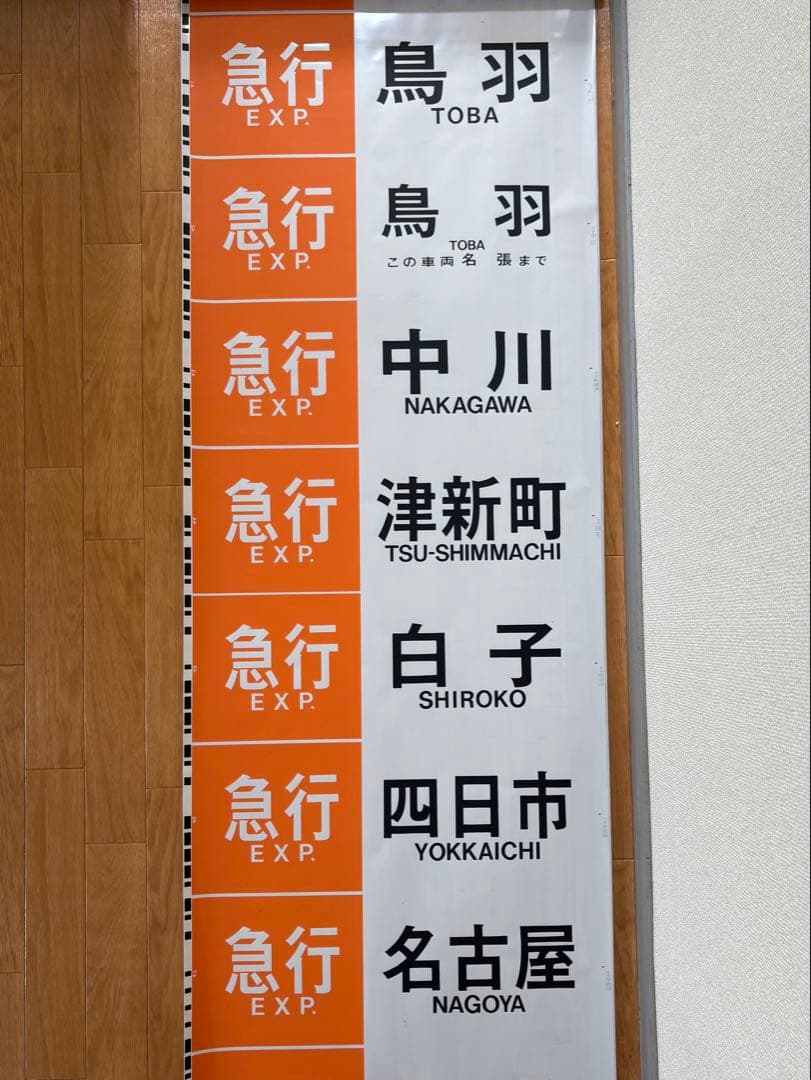 急行 鳥羽
EXP. TOBA
急行 鳥羽
EXP. TOBA
この車両名張まで
急行 中川
EXP. NAKAGAWA
急行 津新町
EXP. TSU-SHIMMACHI
急行 白子
EXP. SHIROKO
急行 四日市
EXP. YOKKAICHI
急行 名古屋
EXP. NAGOYA